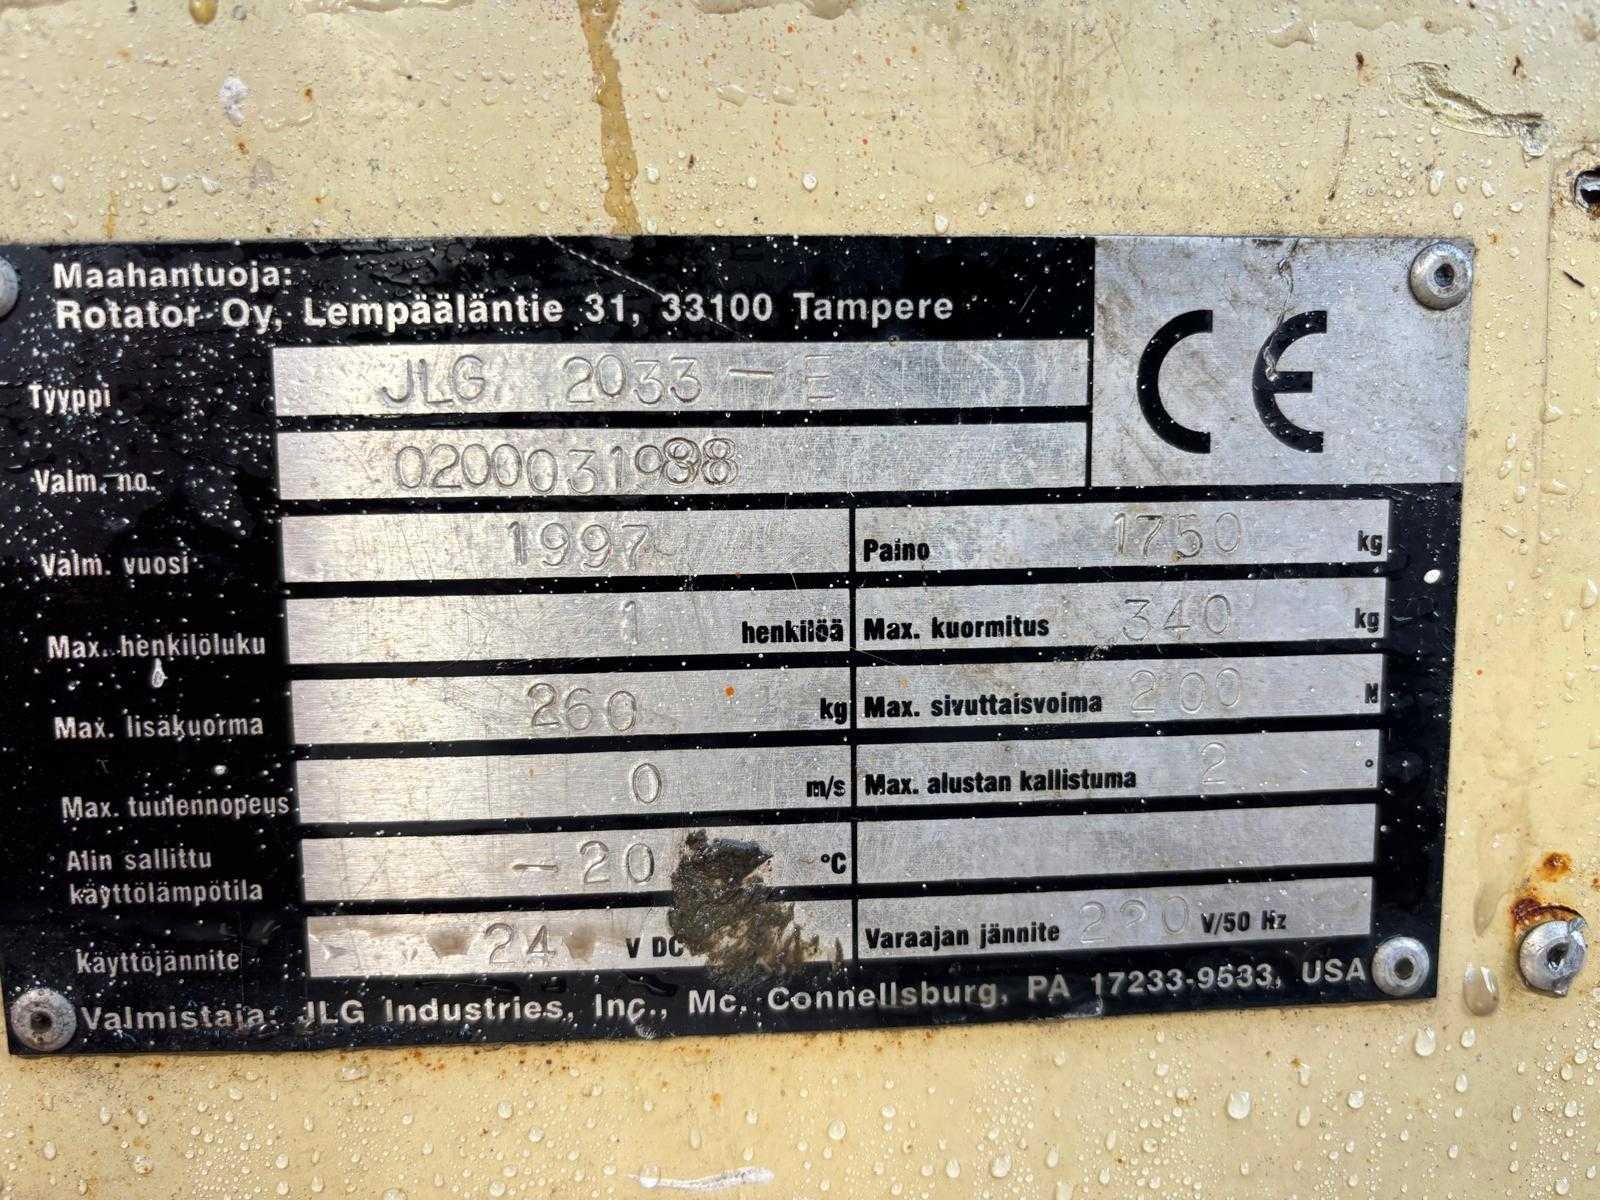 Maahantuoja:
Rotator Oy, Lempääläntie 31, 33100 Tampere
CE
Tyyppi JLG 2033-E
Valm. no.
Valm. vuosi 1997
Paino 1750 kg
Max. henkilöluku 1 henkilöä
Max. kuormitus 340 kg
Max. lisäkuorma 260 kg
Max. sivuttaisvoima 200 N
Max. tuulennopeus 0 m/s
Max. alustan kallistuma 2 °
Alin sallittu
käyttölämpötila -20 °C
Käyttöjännite 24 V DC
Varaajan jännite V/50 Hz
Valmistaja: JLG Industries, Inc., Mc. Connellsburg, PA 17233-9533, USA